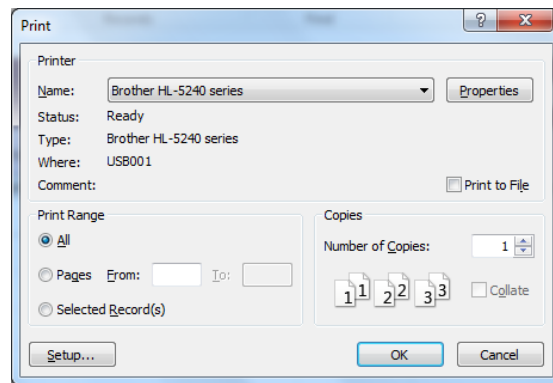 Print
Printer
Name: Brother HL-5240 series Properties
Status: Ready
Type: Brother HL-5240 series
Where: USB001
Comment: Print to File
Print Range
All
Pages From: To:
Selected Record(s)
Copies
Number of Copies: 1
1 1 2 2 3 3 Collate
Setup... OK Cancel